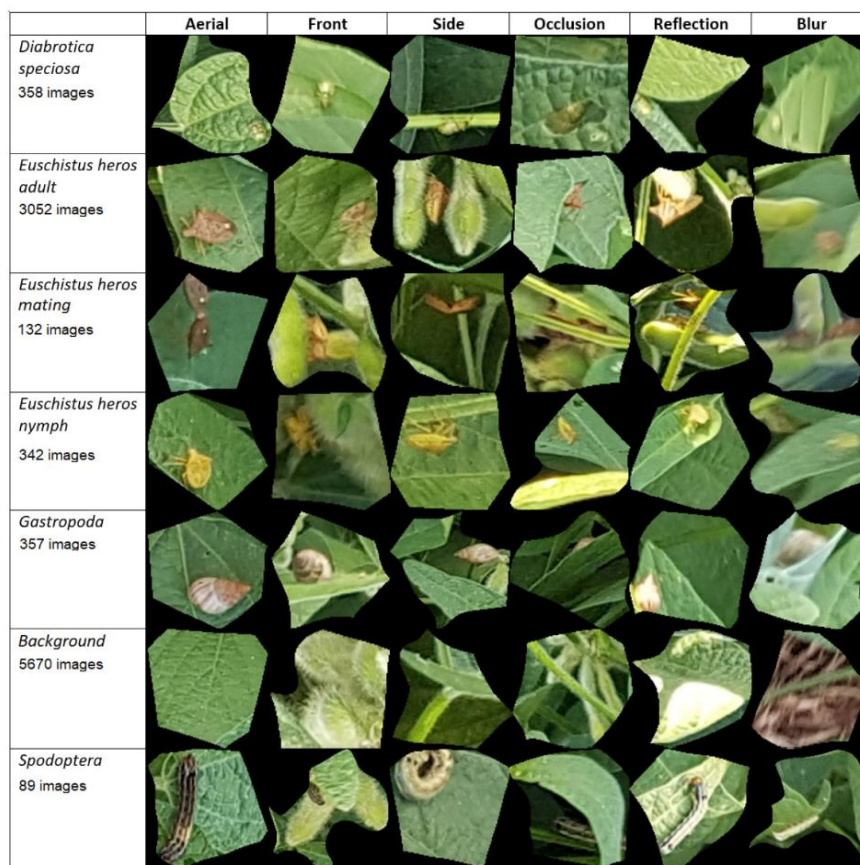 Aerial Front Side Occlusion Reflection Blur
Diabrotica
speciosa
358 images
Euschistus heros
adult
3052 images
Euschistus heros
mating
132 images
Euschistus heros
nymph
342 images
Gastropoda
357 images
Background
5670 images
Spodoptera
89 images